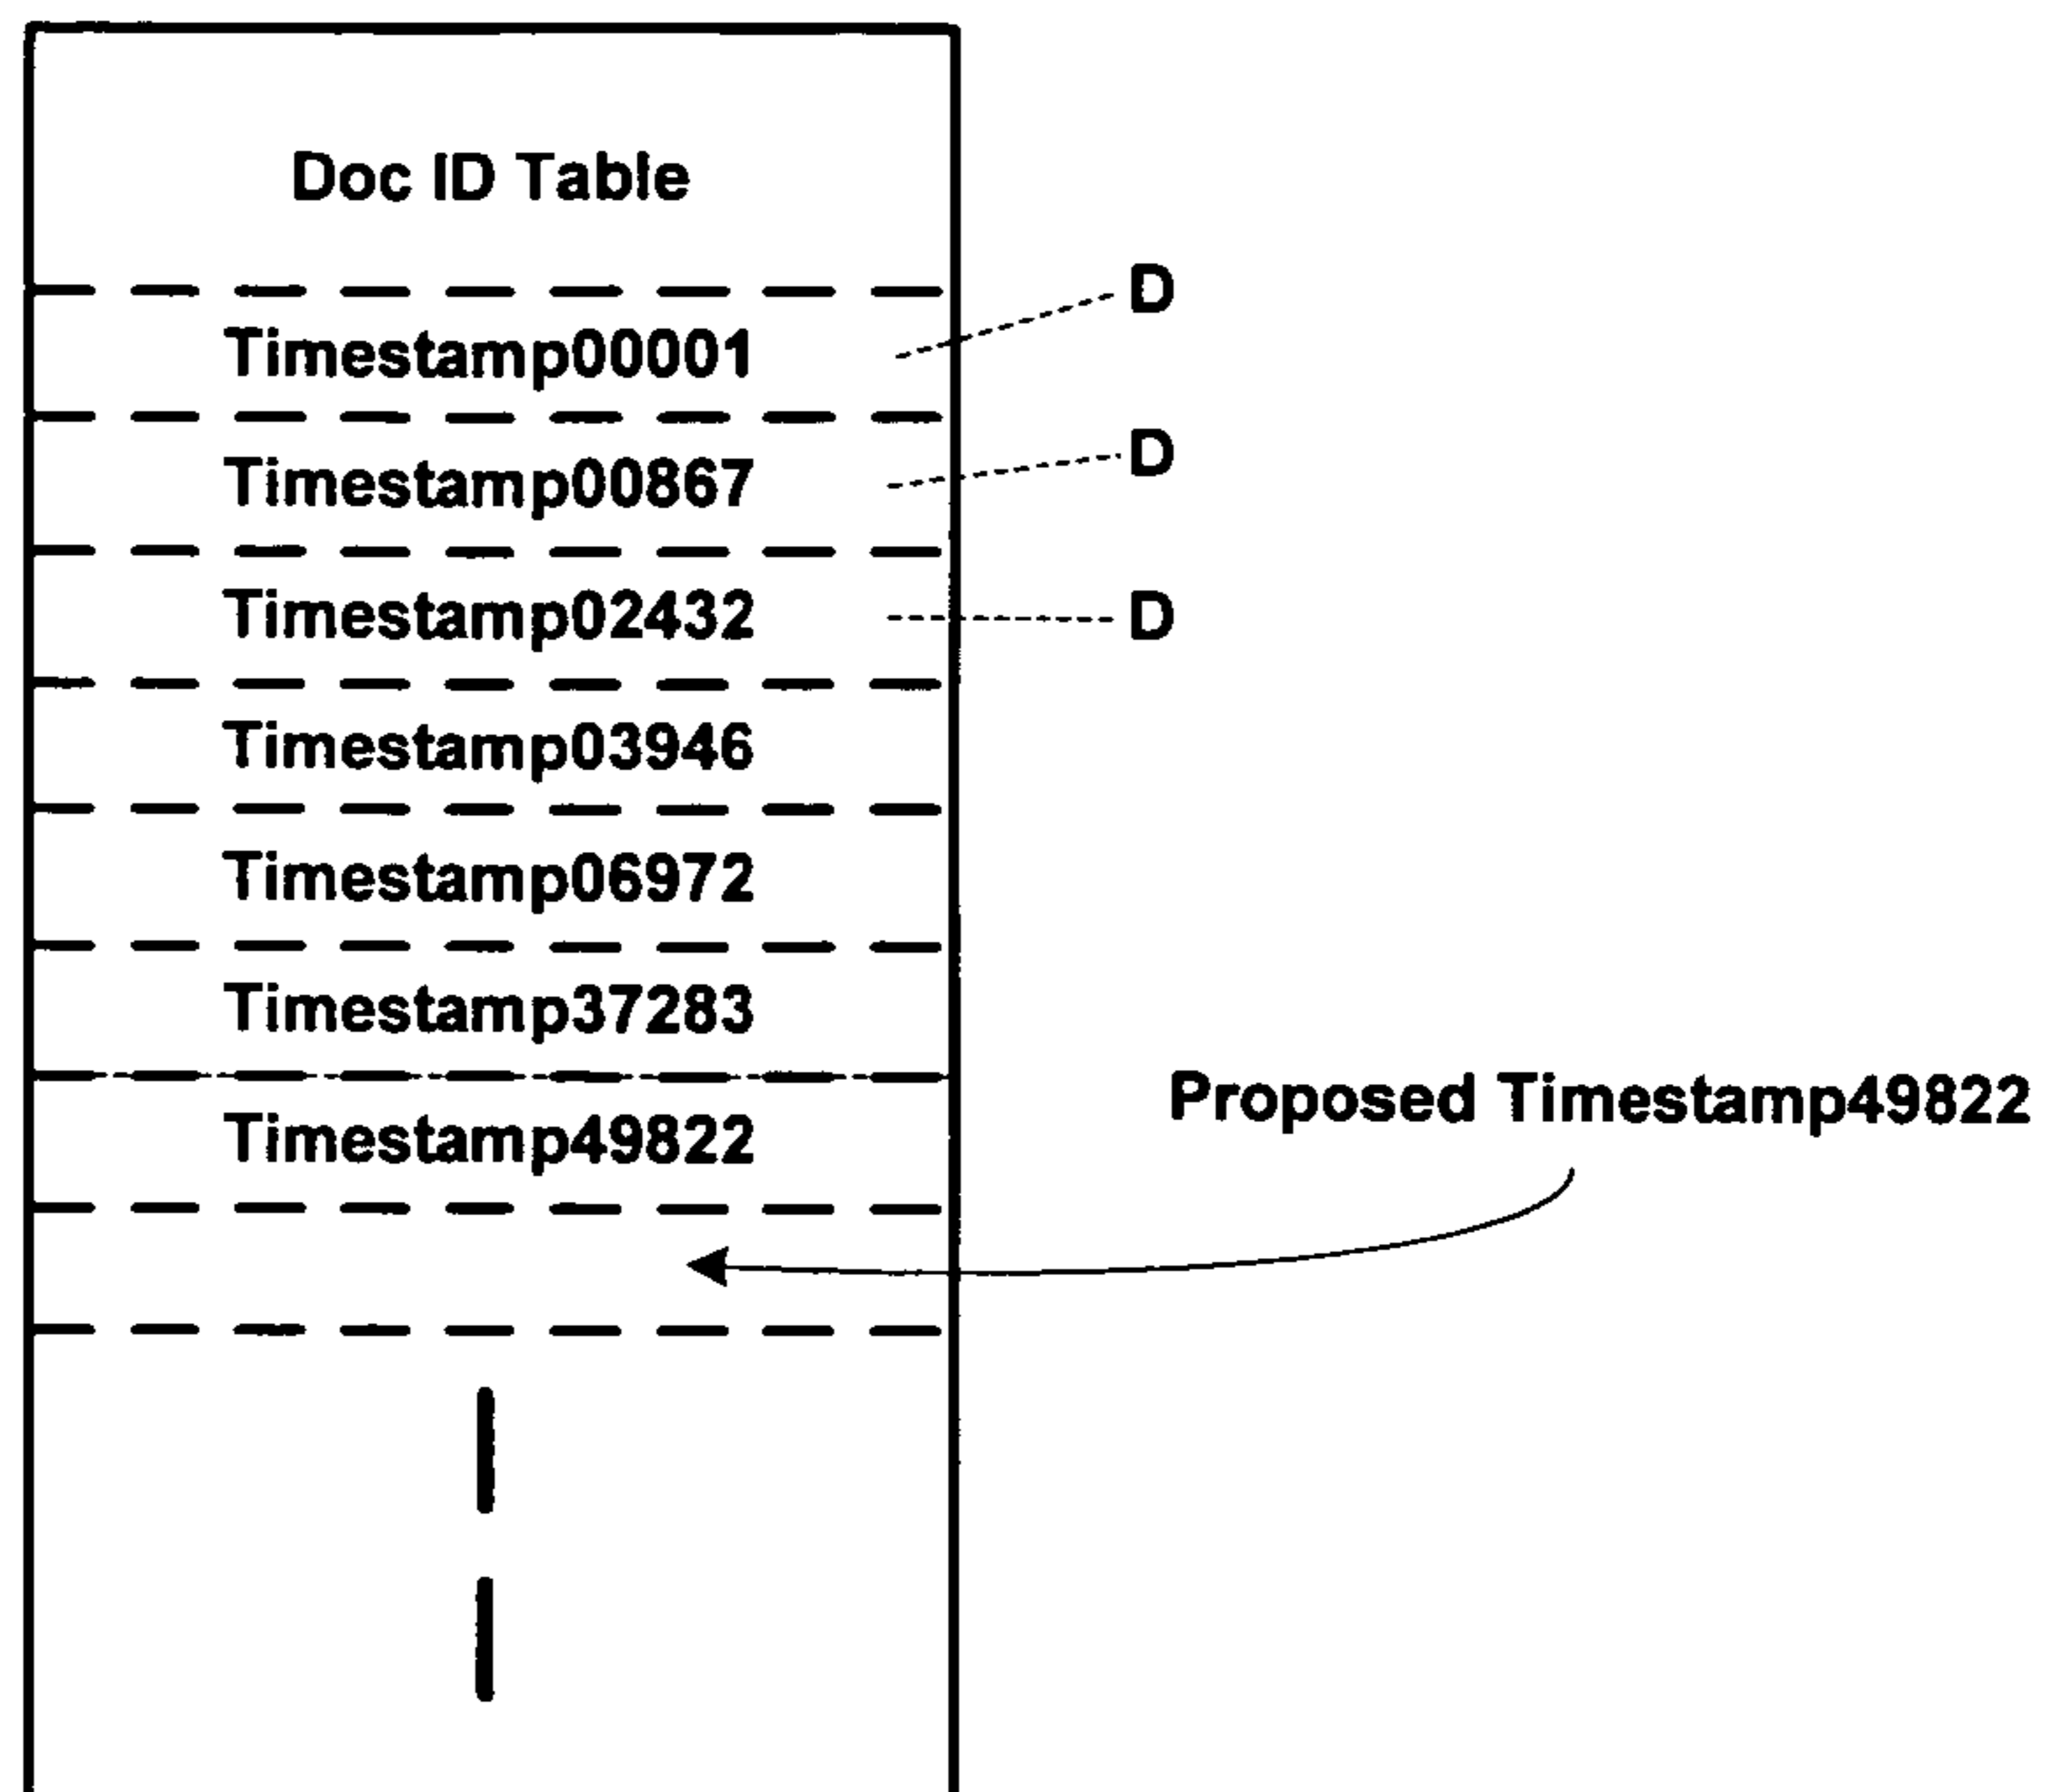 Doc ID Table
D
Timestamp00001
D
Timestamp00867
D
Timestamp02432
Timestamp03946
Timestamp06972
Timestamp37283
Proposed Timestamp49822
Timestamp49822